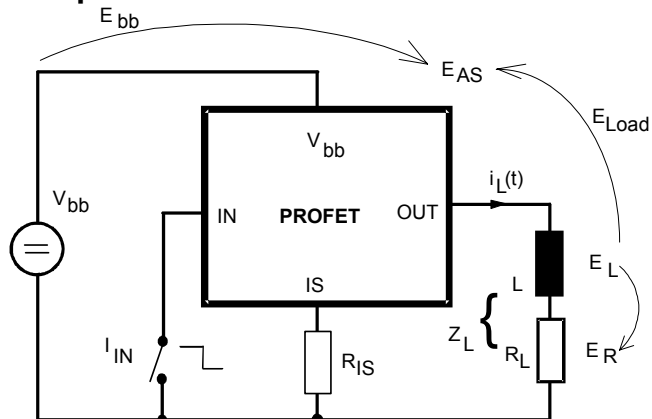 E bb
E AS
E Load
V bb
V bb
i L (t)
IN PROFET OUT
IS
L
E L
Z L {
I IN
R IS
R L
E R